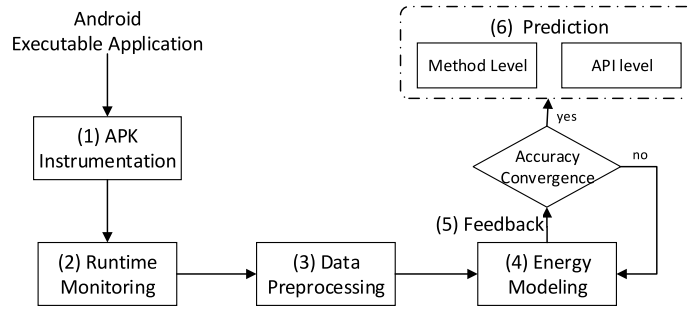 Android
Executable Application
(1) APK
Instrumentation
(2) Runtime
Monitoring
(3) Data
Preprocessing
(4) Energy
Modeling
(5) Feedback
Accuracy
Convergence
no
yes
(6) Prediction
Method Level
API level